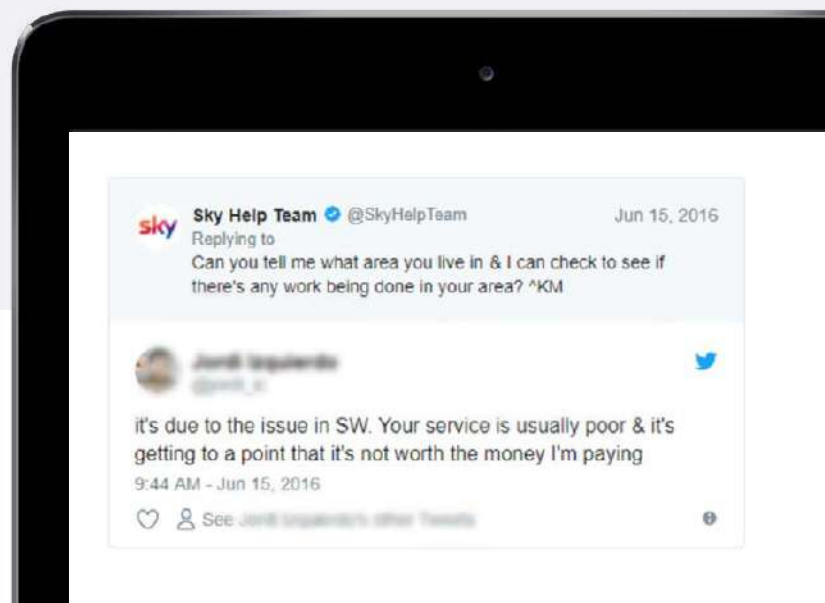 sky
Sky Help Team @SkyHelpTeam
Jun 15, 2016
Replying to
Can you tell me what area you live in & I can check to see if
there's any work being done in your area? ^KM
it's due to the issue in SW. Your service is usually poor & it's
getting to a point that it's not worth the money I'm paying
9:44 AM - Jun 15, 2016
See